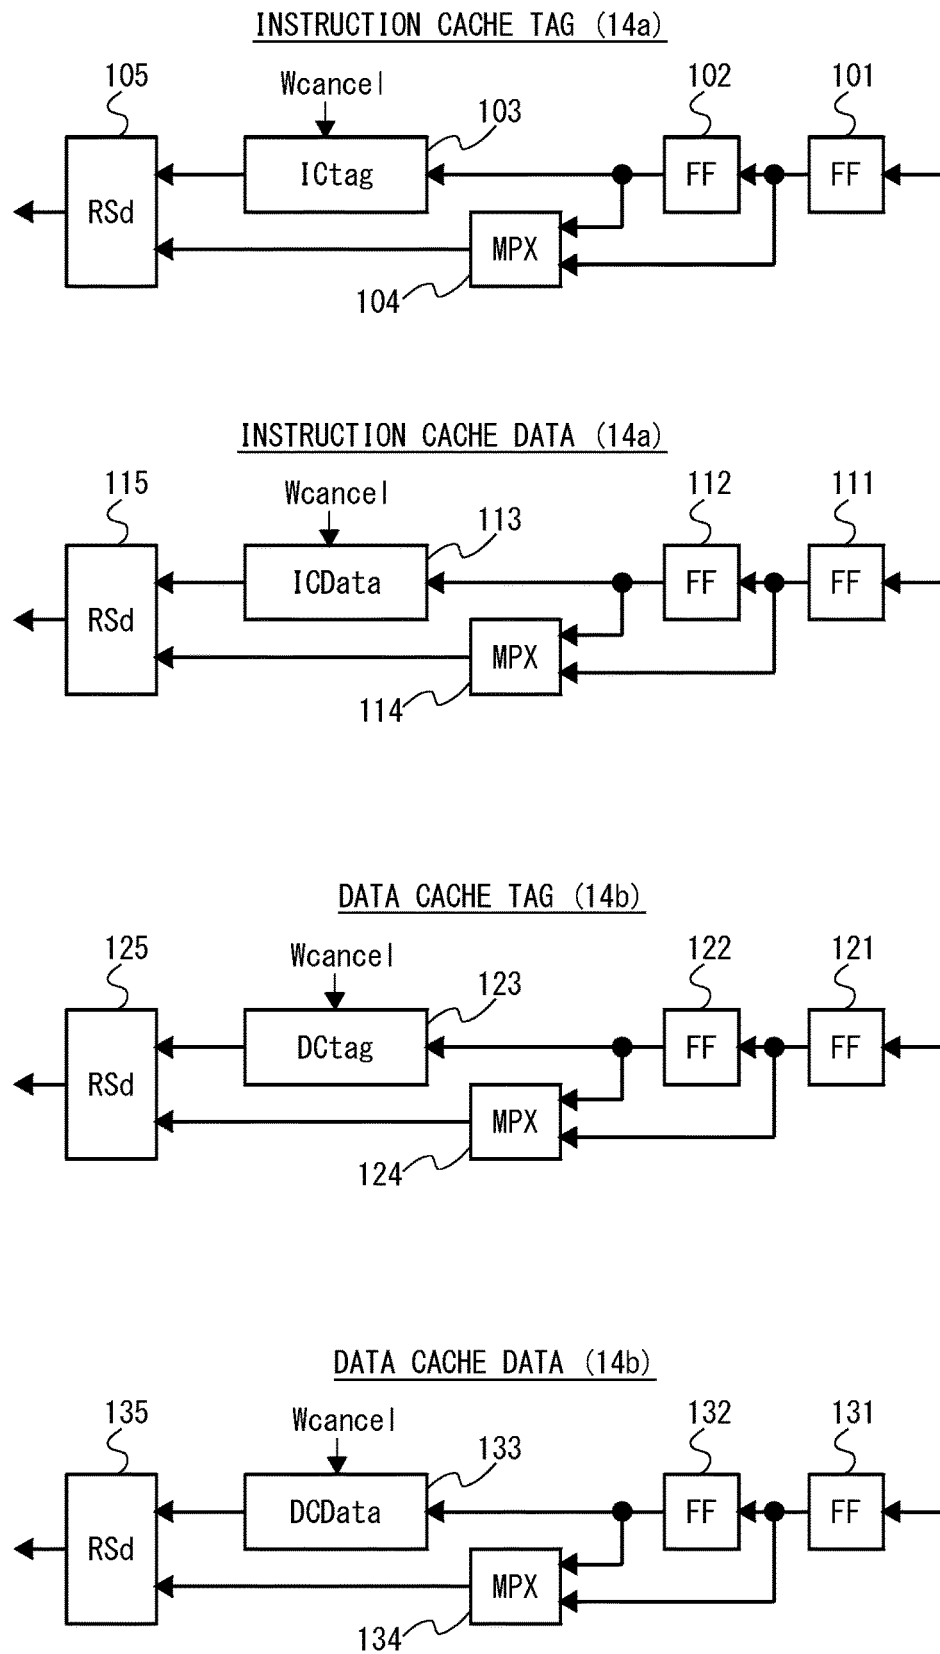 INSTRUCTION CACHE TAG (14a)
105 Wcancel 103 102 101
ICtag FF FF
RSd MPX
104
INSTRUCTION CACHE DATA (14a)
115 Wcancel 113 112 111
ICData FF FF
RSd MPX
114
DATA CACHE TAG (14b)
125 Wcancel 123 122 121
DCtag FF FF
RSd MPX
124
DATA CACHE DATA (14b)
135 Wcancel 133 132 131
DCData FF FF
RSd MPX
134